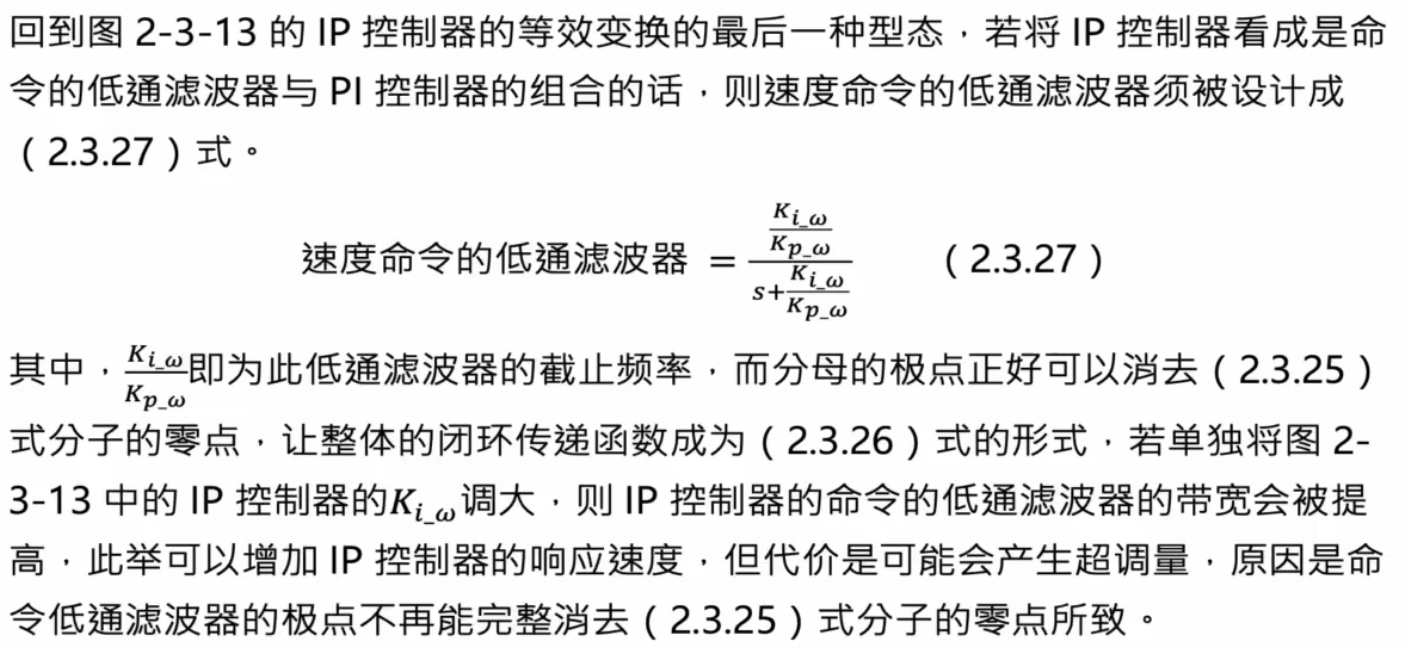 回到图 2-3-13 的 IP 控制器的等效变换的最后一种型态，若将 IP 控制器看成是命
令的低通滤波器与 PI 控制器的组合的话，则速度命令的低通滤波器须被设计成
（2.3.27）式。
速度命令的低通滤波器 = \frac{\frac{K_{i\_ω}}{K_{p\_ω}}}{s+\frac{K_{i\_ω}}{K_{p\_ω}}} （2.3.27）
其中，\frac{K_{i\_ω}}{K_{p\_ω}}即为此低通滤波器的截止频率，而分母的极点正好可以消去（2.3.25）
式分子的零点，让整体的闭环传递函数成为（2.3.26）式的形式，若单独将图 2-
3-13 中的 IP 控制器的K_{i\_ω}调大，则 IP 控制器的命令的低通滤波器的带宽会被提
高，此举可以增加 IP 控制器的响应速度，但代价是可能会产生超调量，原因是命
令低通滤波器的极点不再能完整消去（2.3.25）式分子的零点所致。